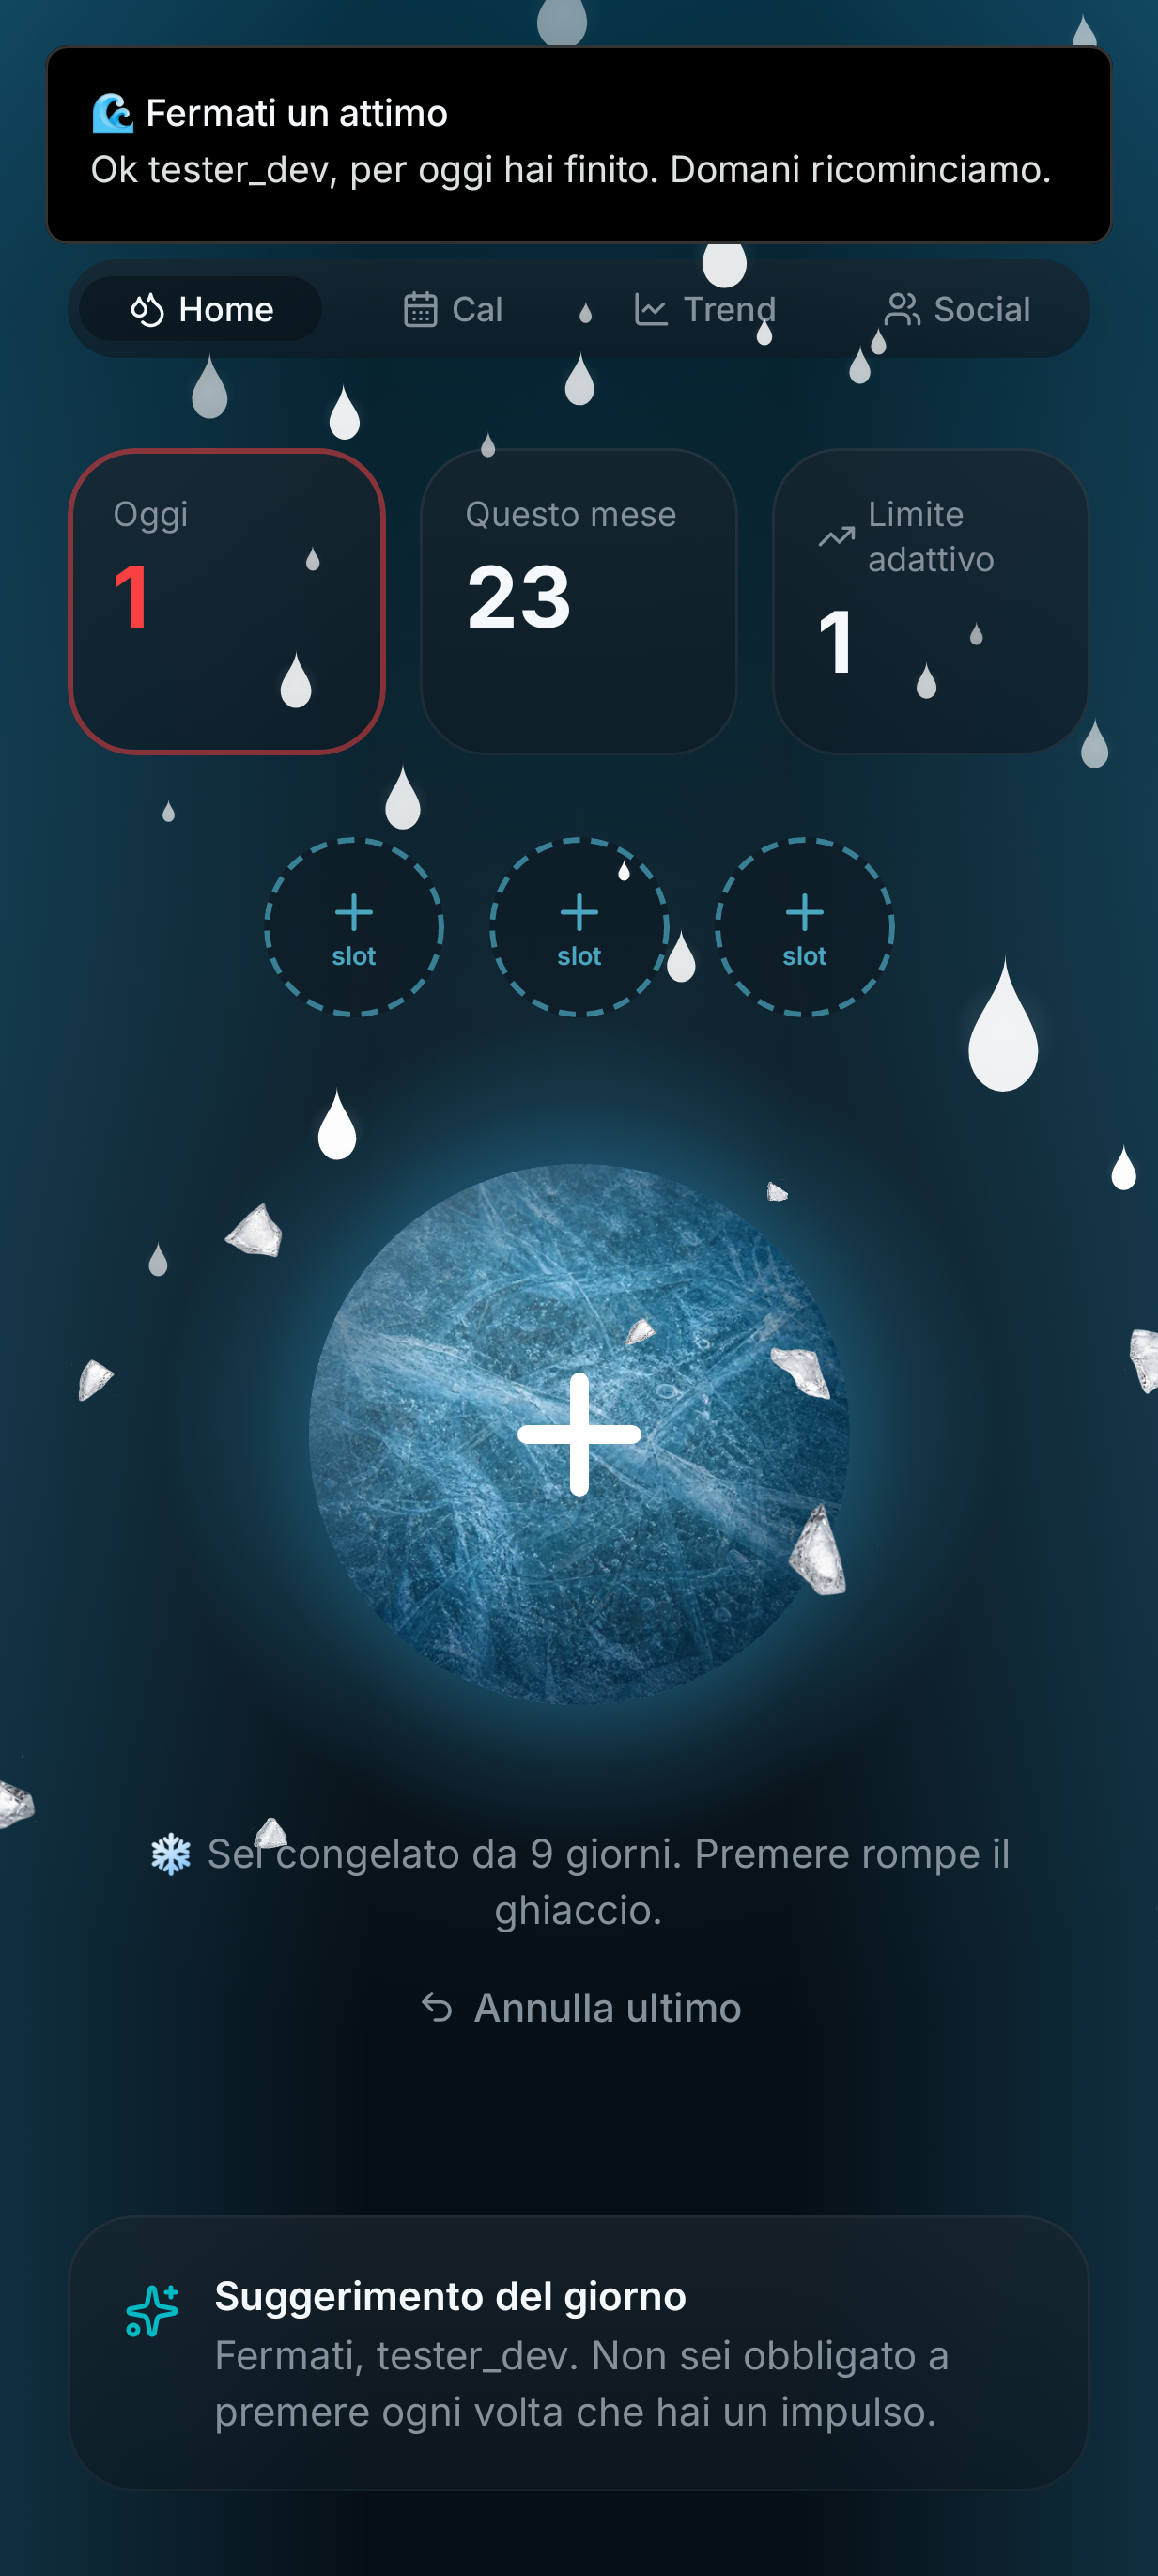 🌊 Fermati un attimo
Ok tester_dev, per oggi hai finito. Domani ricominciamo.
Home
Cal
Trend
Social
Oggi
1
Questo mese
23
Limite
adattivo
1
slot
slot
slot
❄️ Sei congelato da 9 giorni. Premere rompe il
ghiaccio.
Annulla ultimo
Suggerimento del giorno
Fermati, tester_dev. Non sei obbligato a
premere ogni volta che hai un impulso.